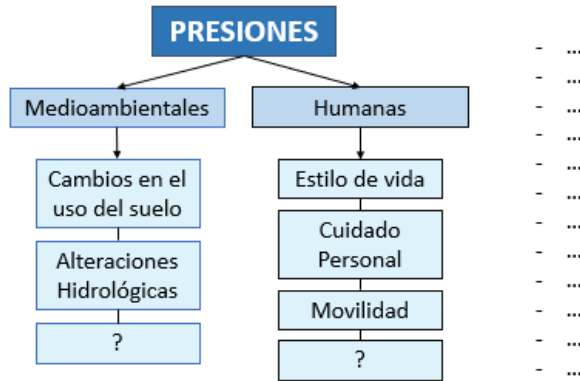 PRESIONES
Medioambientales
Humanas
Cambios en el
uso del suelo
Alteraciones
Hidrológicas
?
Estilo de vida
Cuidado
Personal
Movilidad
?
- ...
- ...
- ...
- ...
- ...
- ...
- ...
- ...
- ...
- ...
- ...
- ...